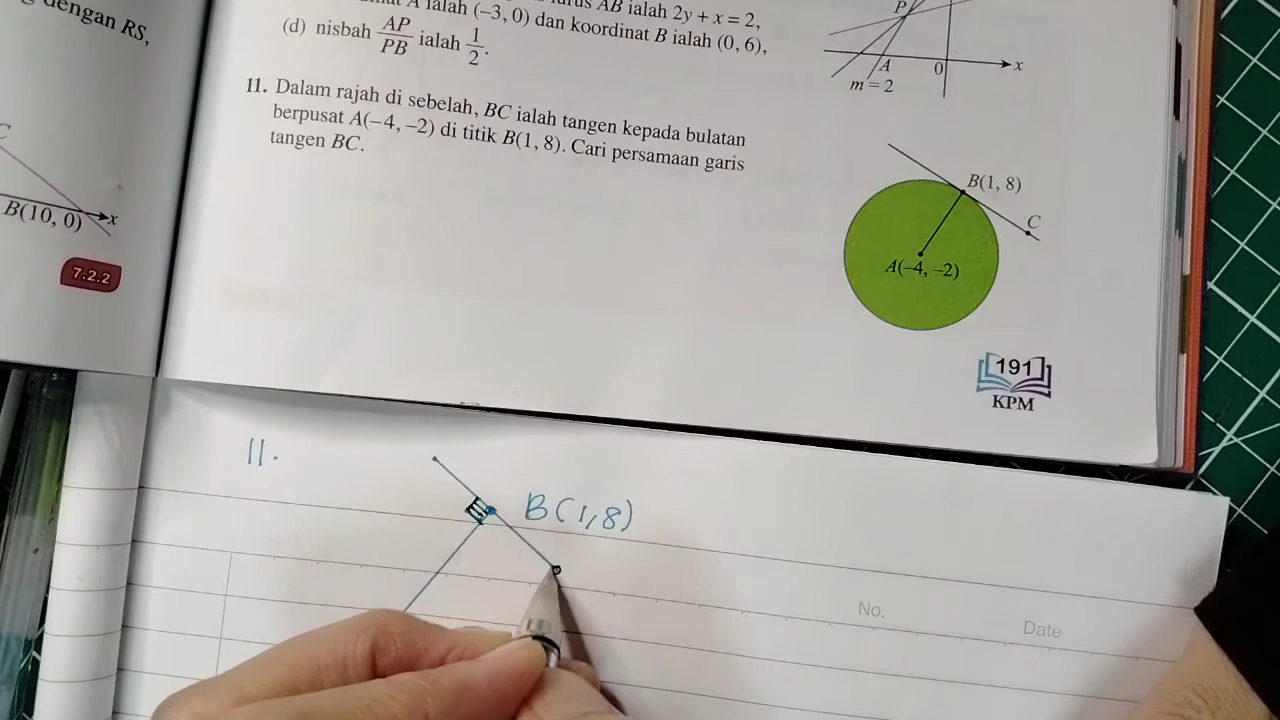 dengan RS,
C
B(10, 0)
x
7.2.2
A ialah (–3, 0) dan koordinat B ialah (0, 6),
AB ialah 2y + x = 2,
(d) nisbah AP/PB ialah 1/2.
P
A
0
x
m = 2
11. Dalam rajah di sebelah, BC ialah tangen kepada bulatan
berpusat A(–4, –2) di titik B(1, 8). Cari persamaan garis
tangen BC.
B(1, 8)
C
A(–4, –2)
191
KPM
11.
B(1,8)
No.
Date